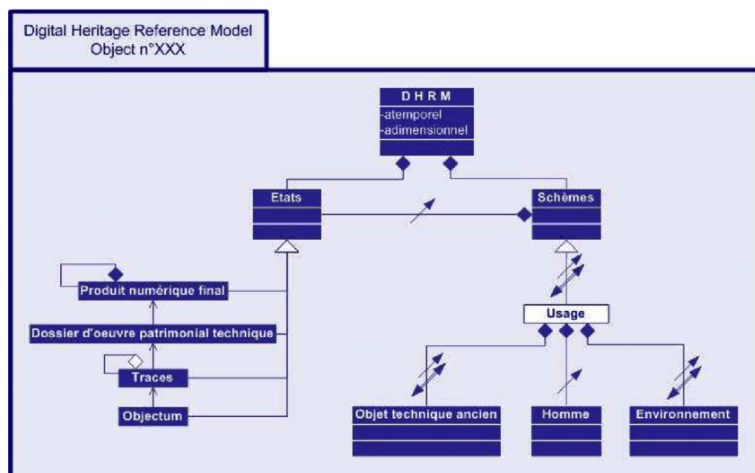 Digital Heritage Reference Model
Object n°XXX
DHRM
-atemporel
-adimensionnel
Etats
Schèmes
Produit numérique final
Usage
Dossier d'oeuvre patrimonial technique
Traces
Objectum
Objet technique ancien
Homme
Environnement